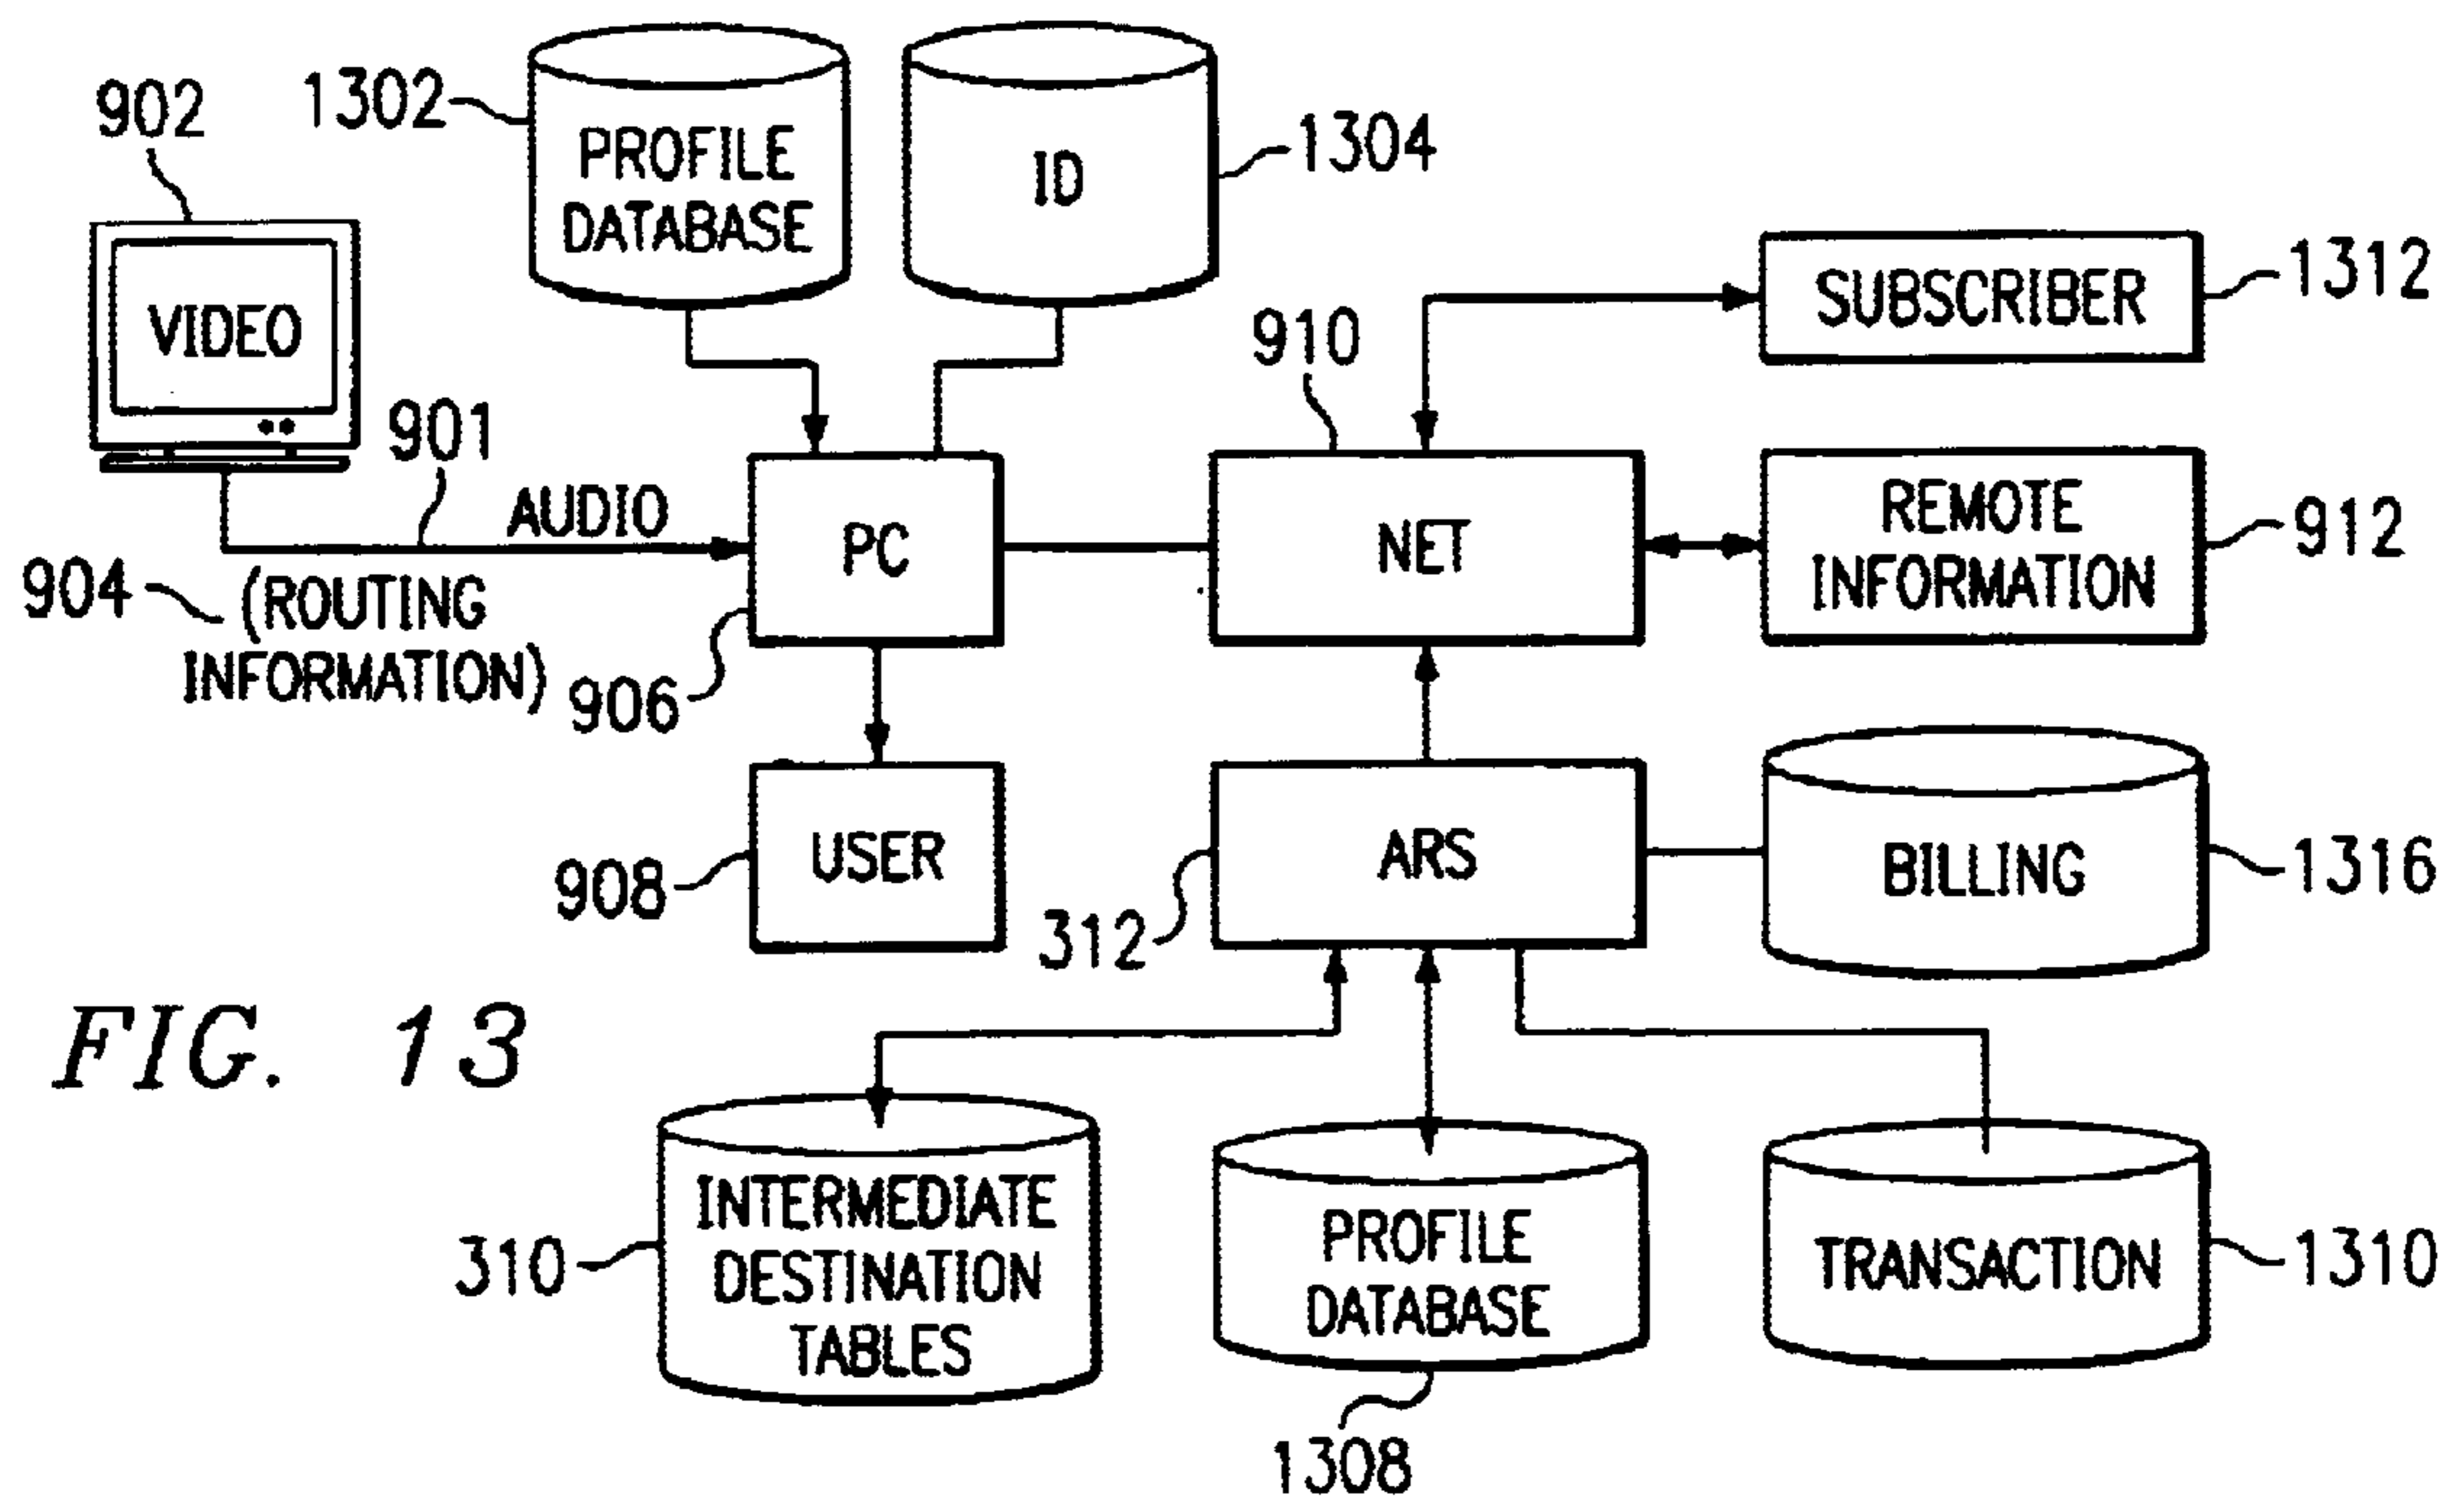 902
1302
PROFILE
DATABASE
ID
1304
VIDEO
901
AUDIO
904
(ROUTING
INFORMATION)
PC
906
910
NET
SUBSCRIBER
1312
REMOTE
INFORMATION
912
USER
908
ARS
312
BILLING
1316
FIG. 13
INTERMEDIATE
DESTINATION
TABLES
310
PROFILE
DATABASE
1308
TRANSACTION
1310